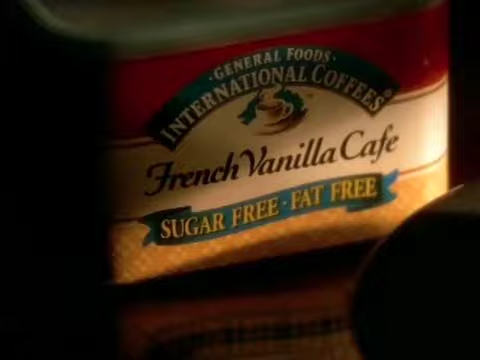 ·GENERAL FOODS·
INTERNATIONAL COFFEES®
French Vanilla Cafe
SUGAR FREE · FAT FREE